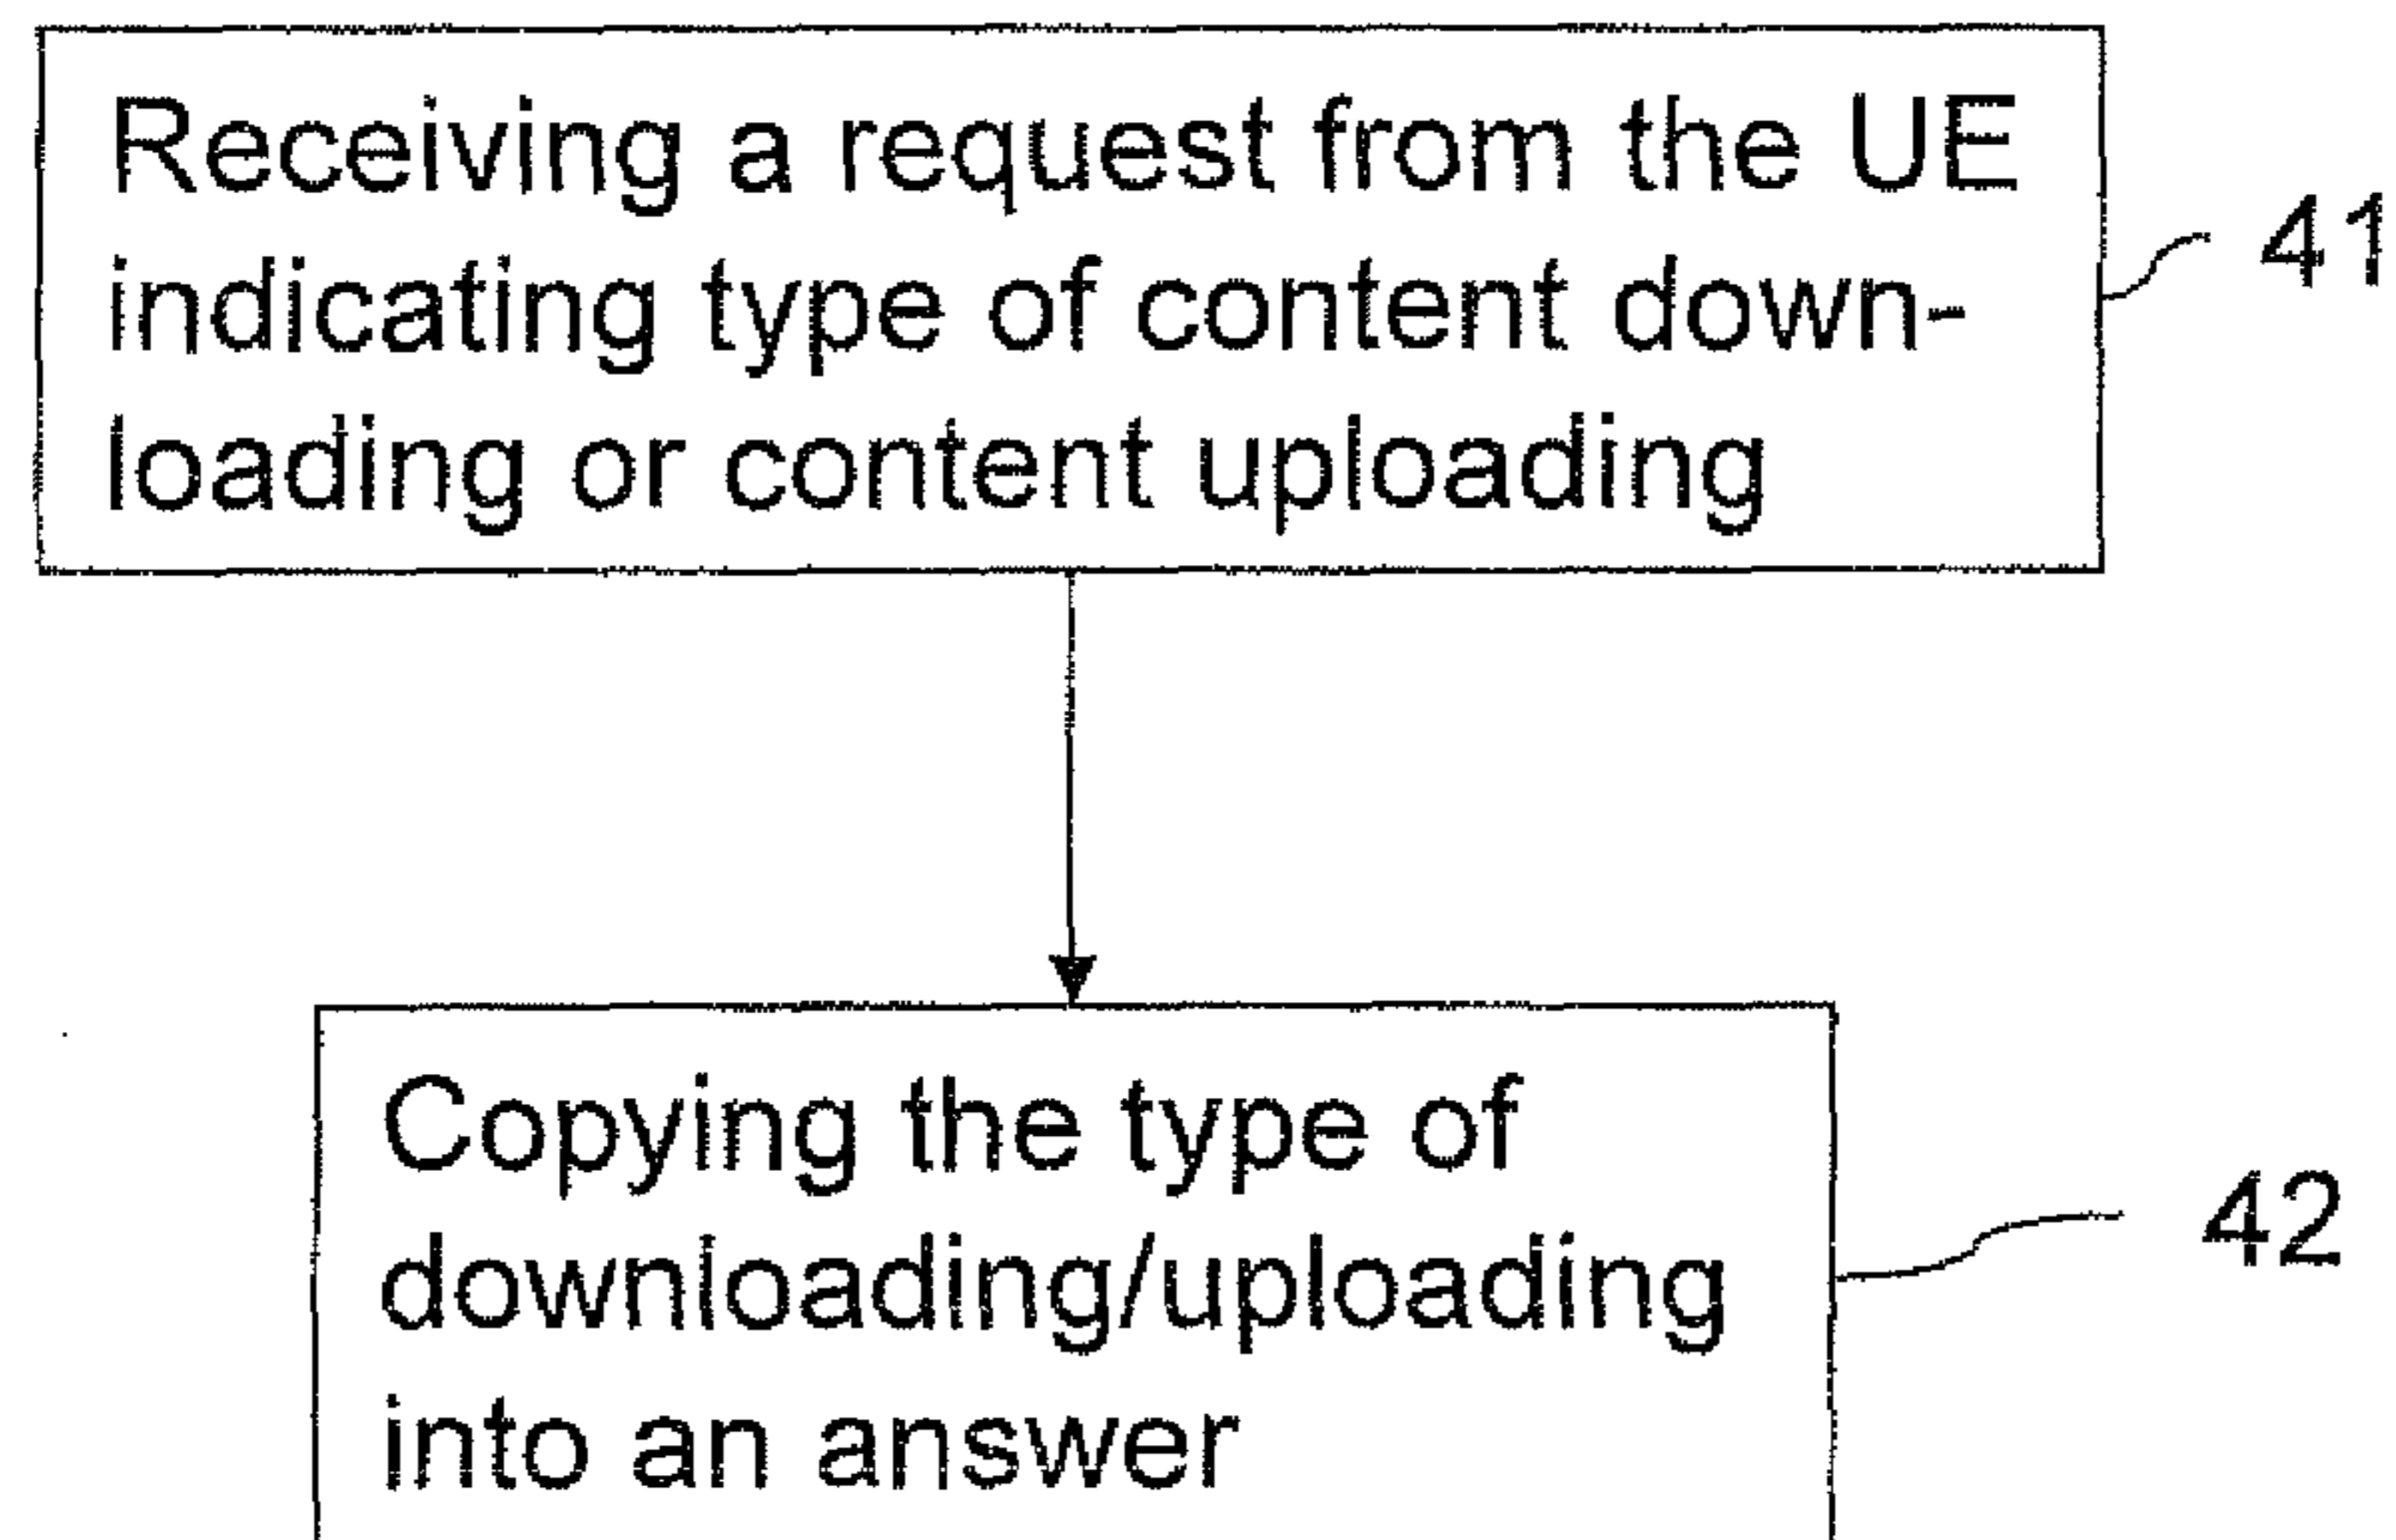 Receiving a request from the UE
indicating type of content down-
loading or content uploading
41
Copying the type of
downloading/uploading
into an answer
42